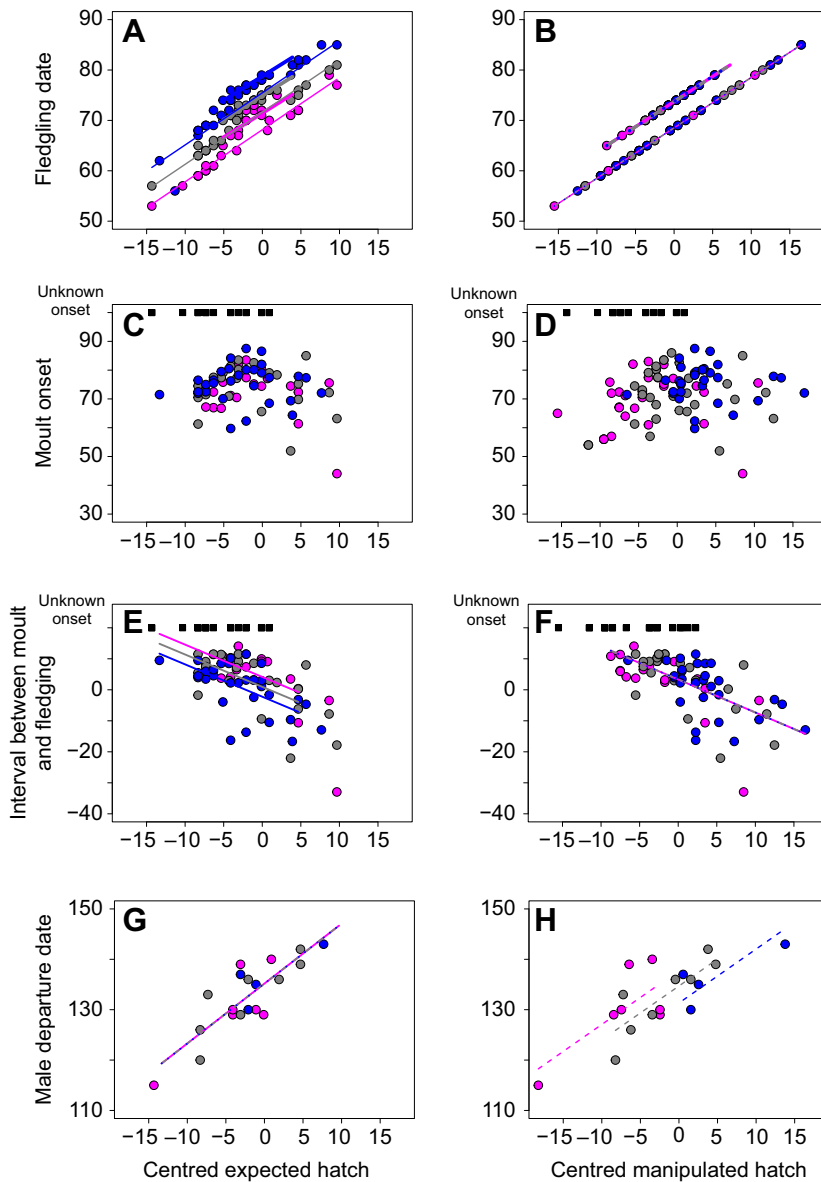 A
B
Fledgling date
90
80
70
60
50
90
80
70
60
50
−15 −10 −5 0 5 10 15
−15 −10 −5 0 5 10 15
Unknown onset
Unknown onset
C
D
Moult onset
90
70
50
30
90
70
50
30
−15 −10 −5 0 5 10 15
−15 −10 −5 0 5 10 15
Unknown onset
Unknown onset
E
F
Interval between moult and fledging
0
−20
−40
0
−20
−40
−15 −10 −5 0 5 10 15
−15 −10 −5 0 5 10 15
G
H
Male departure date
150
130
110
150
130
110
−15 −10 −5 0 5 10 15
−15 −10 −5 0 5 10 15
Centred expected hatch
Centred manipulated hatch